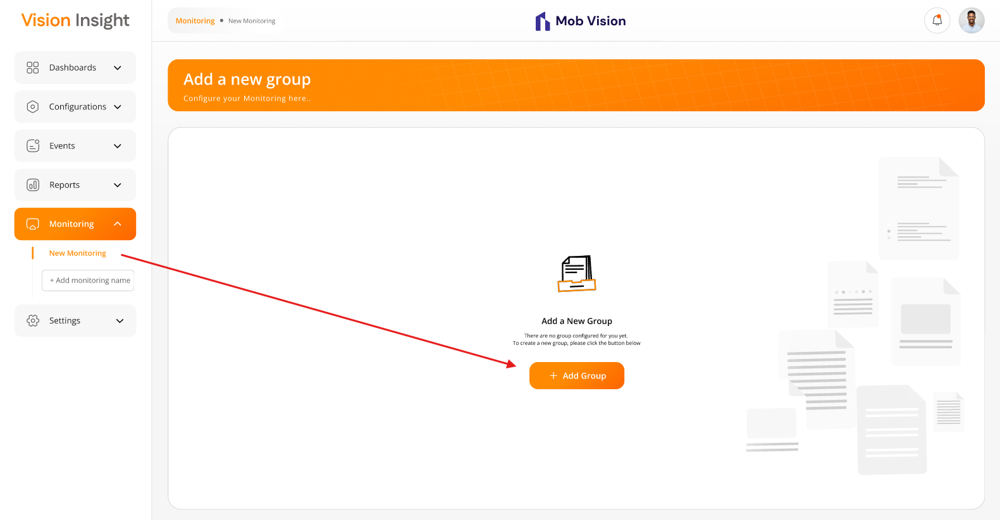 Vision Insight
Monitoring • New Monitoring
Mob Vision
Dashboards
Configurations
Events
Reports
Monitoring
New Monitoring
+ Add monitoring name
Settings
Add a new group
Configure your Monitoring here..
Add a New Group
There are no group configured for you yet.
To create a new group, please click the button below
+ Add Group